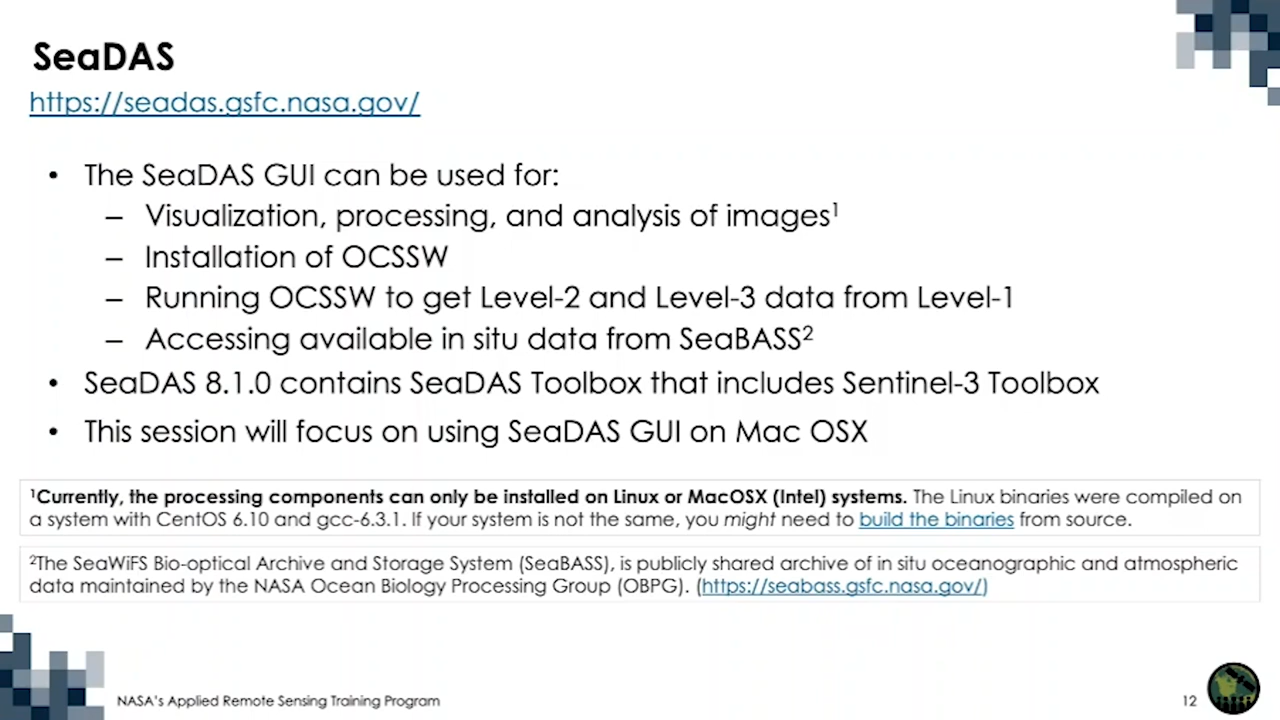 SeaDAS
https://seadas.gsfc.nasa.gov/
• The SeaDAS GUI can be used for:
– Visualization, processing, and analysis of images¹
– Installation of OCSSW
– Running OCSSW to get Level-2 and Level-3 data from Level-1
– Accessing available in situ data from SeaBASS²
• SeaDAS 8.1.0 contains SeaDAS Toolbox that includes Sentinel-3 Toolbox
• This session will focus on using SeaDAS GUI on Mac OSX
¹Currently, the processing components can only be installed on Linux or MacOSX (Intel) systems. The Linux binaries were compiled on
a system with CentOS 6.10 and gcc-6.3.1. If your system is not the same, you might need to build the binaries from source.
²The SeaWiFS Bio-optical Archive and Storage System (SeaBASS), is publicly shared archive of in situ oceanographic and atmospheric
data maintained by the NASA Ocean Biology Processing Group (OBPG). (https://seabass.gsfc.nasa.gov/)
NASA's Applied Remote Sensing Training Program
12